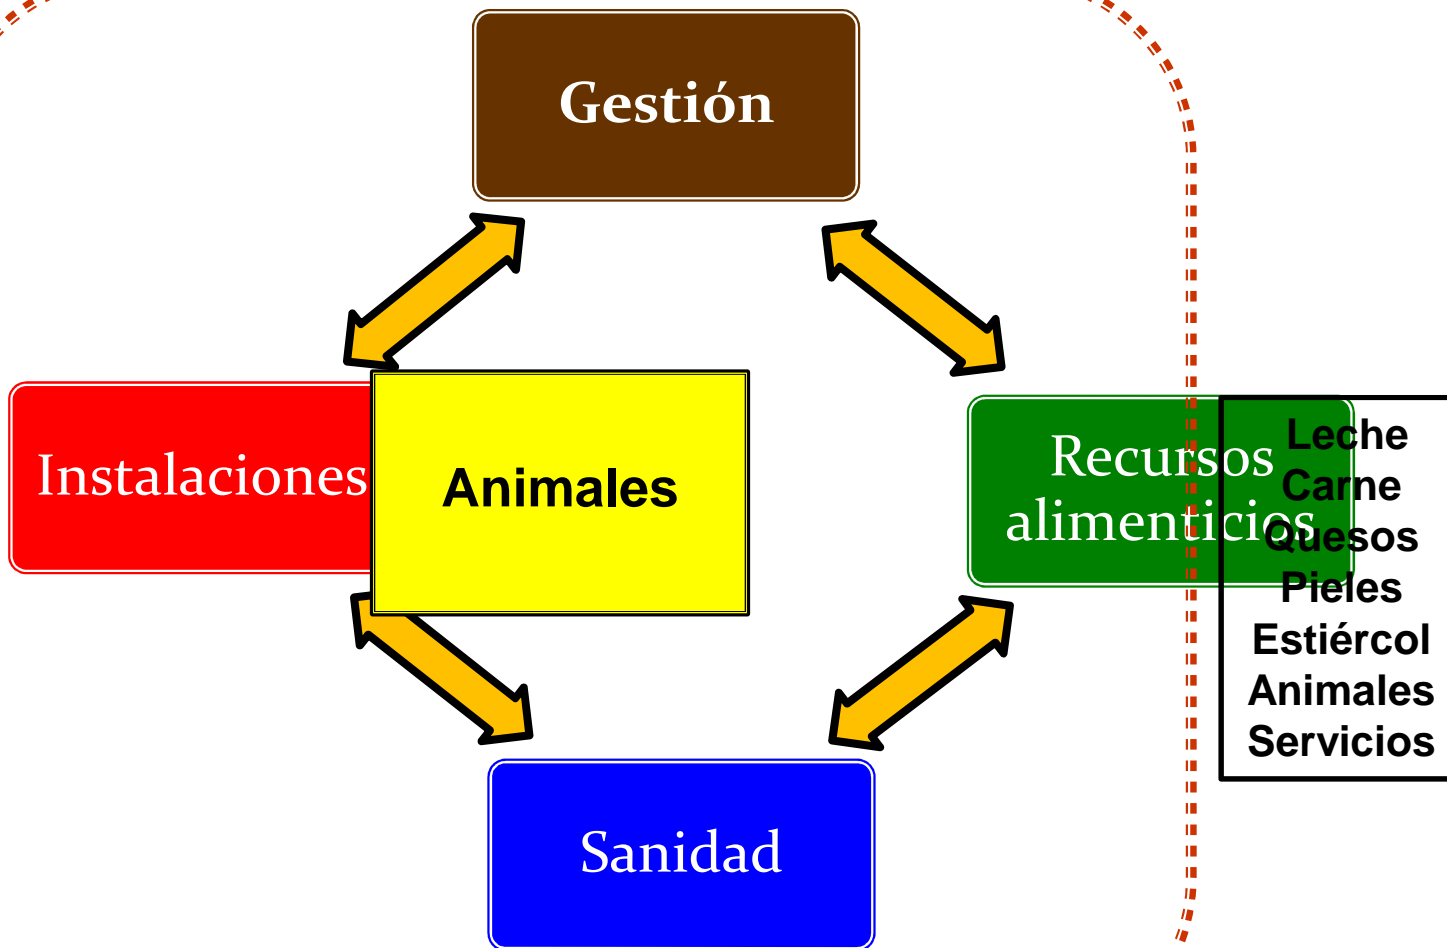 Gestión
Instalaciones
Animales
Recursos
alimenticios
Leche
Carne
Quesos
Pieles
Estiércol
Animales
Servicios
Sanidad